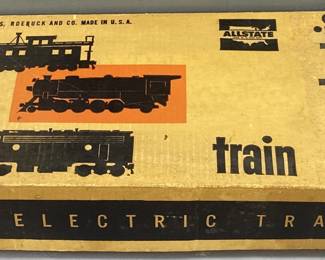 S, ROEBUCK AND CO. MADE IN U.S.A.
ALLSTATE
train
ELECTRIC TRA